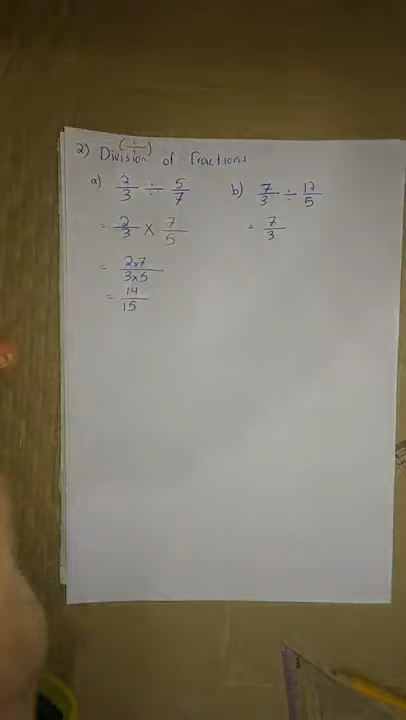 2) Division (÷) of fractions
a) 2/3 ÷ 5/7
= 2/3 × 7/5
= 2×7/3×5
= 14/15
b) 7/3 ÷ 12/5
= 7/3